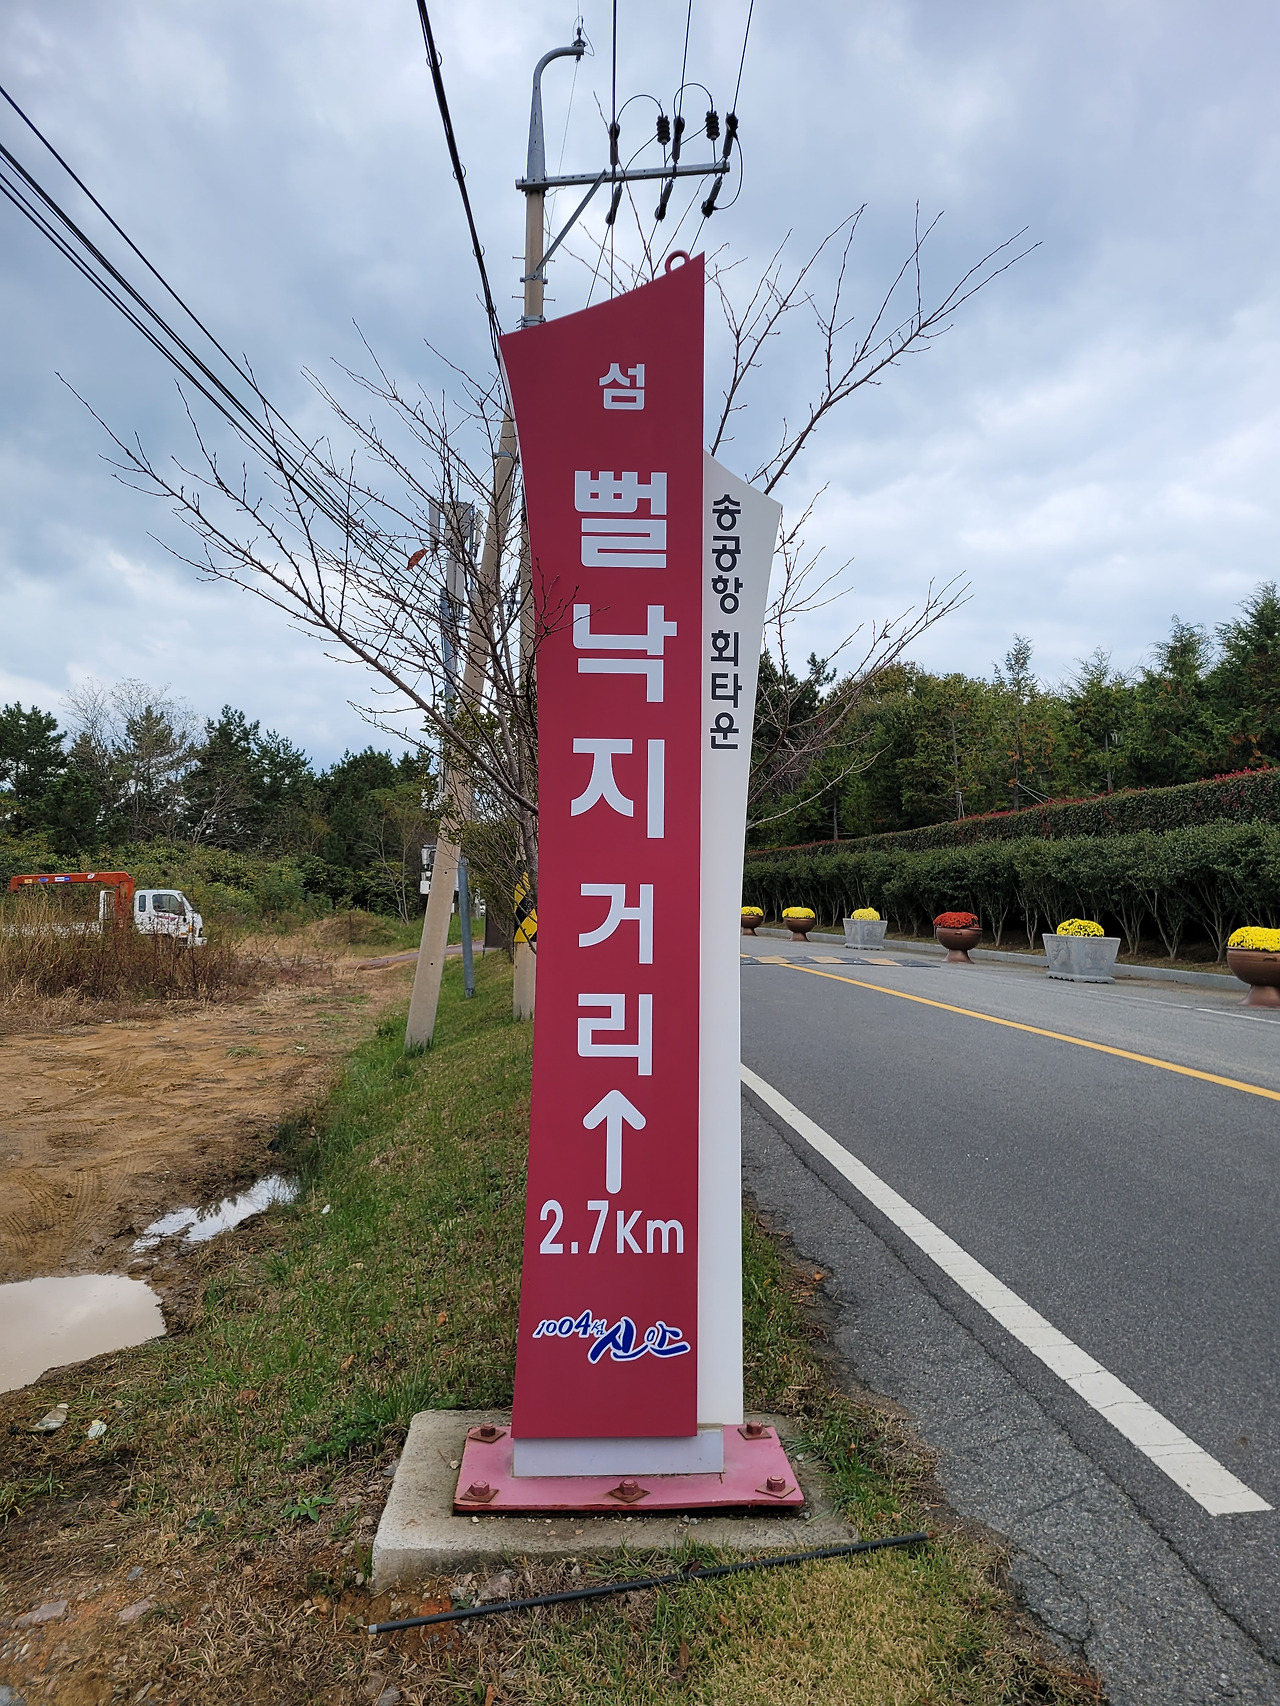 섬
뻘낙지거리
↑
2.7Km
1004섬 신안
송공항 회타운